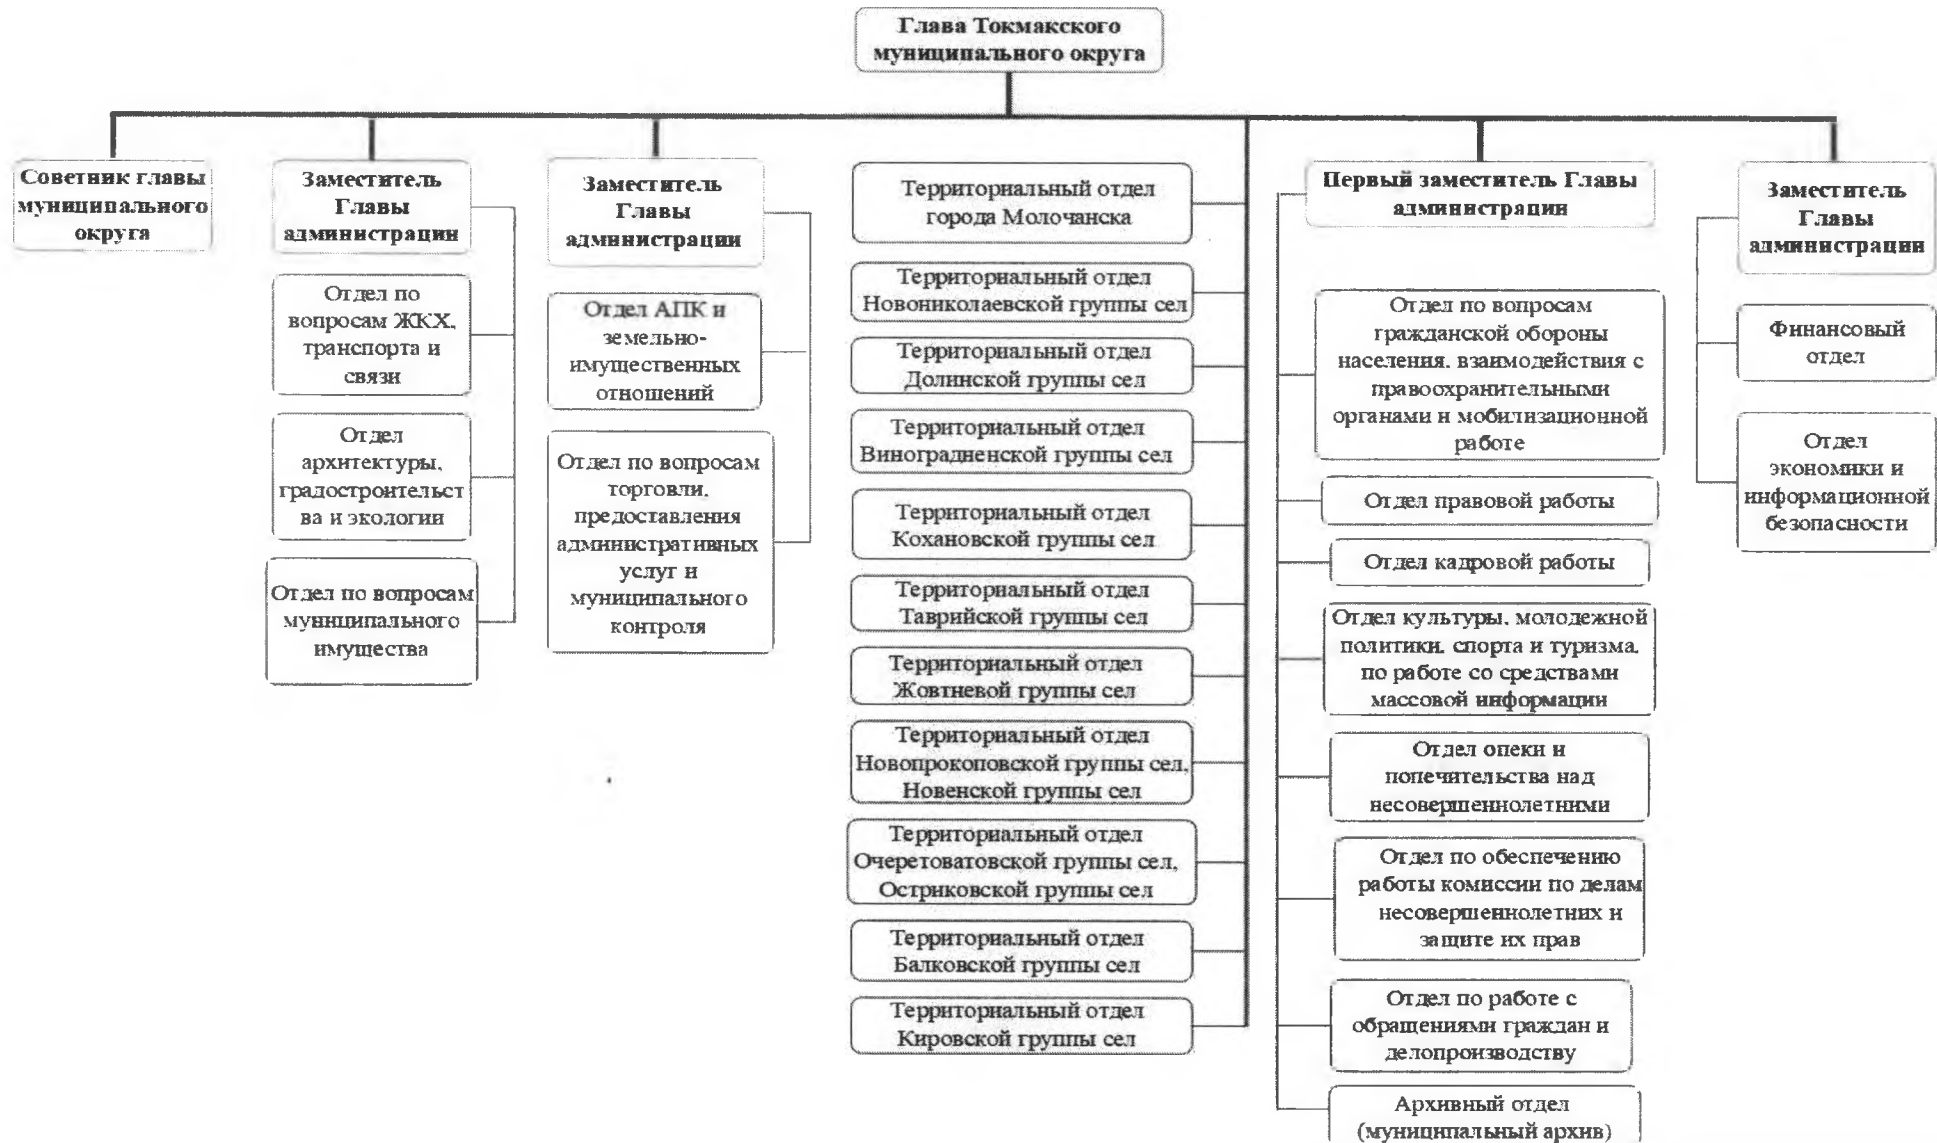 Глава Токмакского
муниципального округа
Советник главы
муниципального
округа
Заместитель
Главы
администрации
Отдел по
вопросам ЖКХ,
транспорта и
связи
Отдел
архитектуры,
градостроительст
ва и экологии
Отдел по вопросам
муниципального
имущества
Заместитель
Главы
администрации
Отдел АПК и
земельно-
имущественных
отношений
Отдел по вопросам
торговли,
предоставления
административных
услуг и
муниципального
контроля
Территориальный отдел
города Молочанска
Территориальный отдел
Новониколаевской группы сел
Территориальный отдел
Долинской группы сел
Территориальный отдел
Виноградненской группы сел
Территориальный отдел
Кохановской группы сел
Территориальный отдел
Таврийской группы сел
Территориальный отдел
Жовтневой группы сел
Территориальный отдел
Новопрокоповской группы сел,
Новенской группы сел
Территориальный отдел
Очеретоватовской группы сел,
Остриковской группы сел
Территориальный отдел
Балковской группы сел
Территориальный отдел
Кировской группы сел
Первый заместитель Главы
администрации
Отдел по вопросам
гражданской обороны
населения, взаимодействия с
правоохранительными
органами и мобилизационной
работе
Отдел правовой работы
Отдел кадровой работы
Отдел культуры, молодежной
политики, спорта и туризма,
по работе со средствами
массовой информации
Отдел опеки и
попечительства над
несовершеннолетними
Отдел по обеспечению
работы комиссии по делам
несовершеннолетних и
защите их прав
Отдел по работе с
обращениями граждан и
делопроизводству
Архивный отдел
(муниципальный архив)
Заместитель
Главы
администрации
Финансовый
отдел
Отдел
экономики и
информационной
безопасности